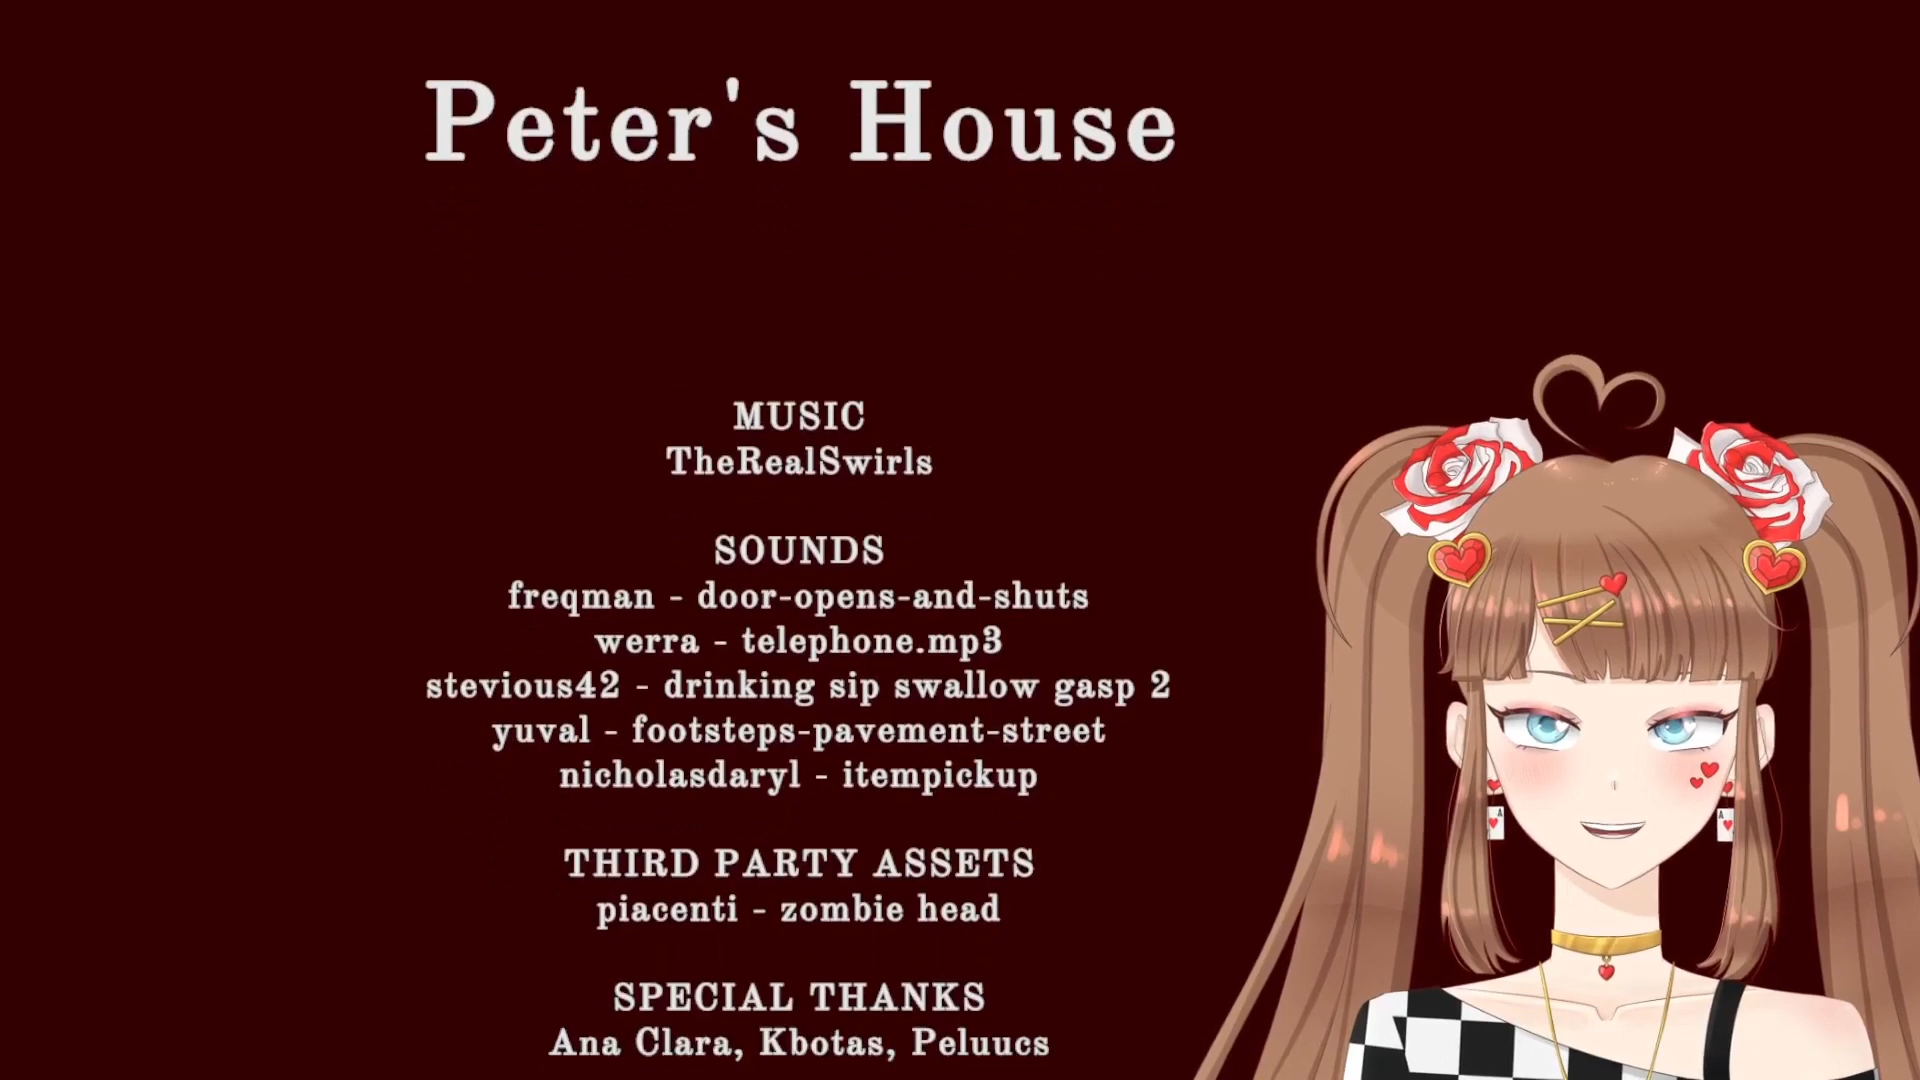 Peter's House
MUSIC
TheRealSwirls
SOUNDS
freqman - door-opens-and-shuts
werra - telephone.mp3
stevious42 - drinking sip swallow gasp 2
yuval - footsteps-pavement-street
nicholasdaryl - itempickup
THIRD PARTY ASSETS
piacenti - zombie head
SPECIAL THANKS
Ana Clara, Kbotas, Peluucs
A
A